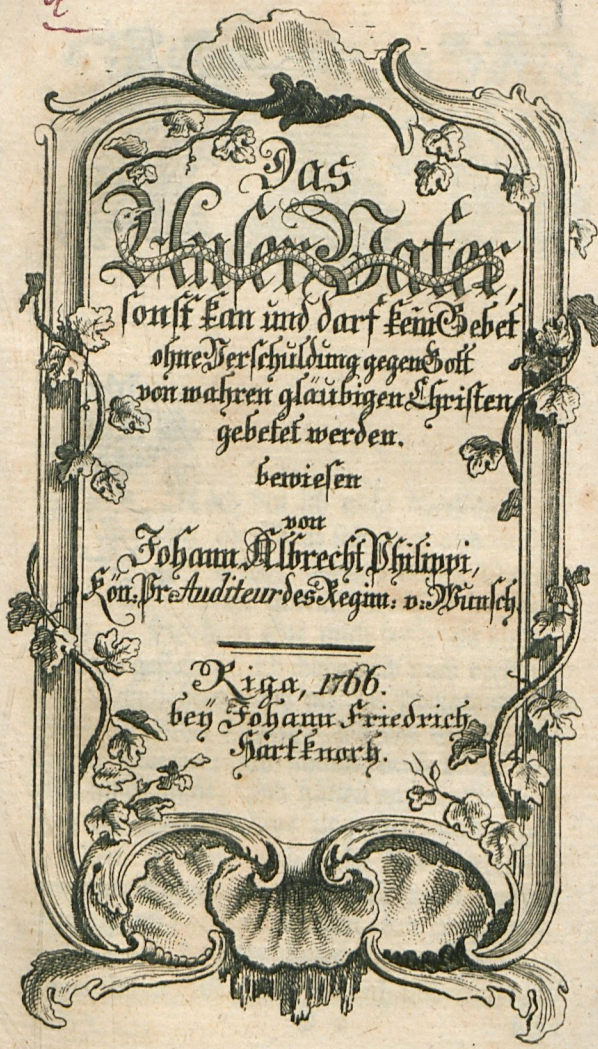 Das
Unser Vater,
sonst kan und darf kein Gebet
ohne Verschuldung gegen Gott
von wahren gläubigen Christen
gebetet werden.
bewiesen
von
Johann Albrecht Philippi,
Kön: Pr. Auditeur des Regim: v: Wunsch.
Riga, 1766.
beÿ Johann Friedrich
Hartknoch.